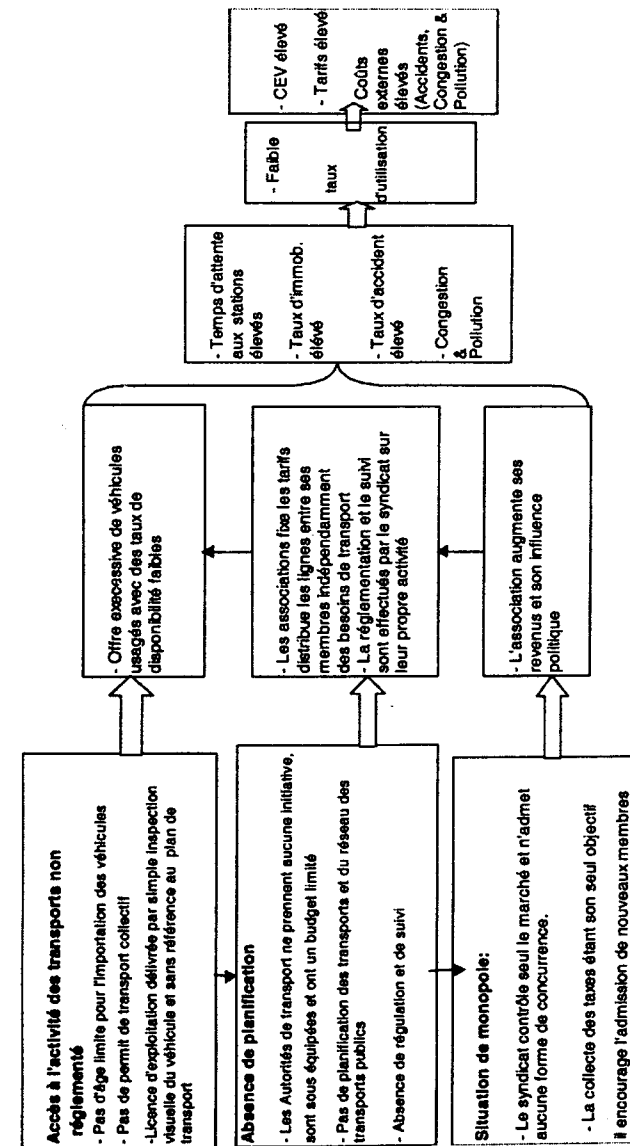 Accès à l'activité des transports non
réglementé
- Pas d'âge limite pour l'importation des véhicules
- Pas de permit de transport collectif
-Licence d'exploitation délivrée par simple inspection
visuelle du véhicule et sans référence au plan de
transport
Absence de planification
- Les Autorités de transport ne prennent aucune initiative,
sont sous équipées et ont un budget limité
- Pas de planification des transports et du réseau des
transports publics
- Absence de régulation et de suivi
Situation de monopole:
- Le syndicat contrôle seul le marché et n'admet
aucune forme de concurrence.
- La collecte des taxes étant son seul objectif
il encourage l'admission de nouveaux membres
- Offre execessive de véhicules
usagés avec des taux de
disponibilité faibles
- Les associations fixe les tarifs
distribue les lignes entre ses
membres indépendamment
des besoins de transport
- La réglementation et le suivi
sont effectués par le syndicat sur
leur propre activité
- L'association augmente ses
revenus et son influence
politique
- Temps d'attente
aux stations
élevés
- Taux d'immob.
élévé
- Taux d'accident
élevé
- Congestion
&
Pollution
- Faible
taux
d'utilisation
- CEV élevé
- Tarifs élevé
Coûts
externes
élevés
(Accidents,
Congestion &
Pollution)